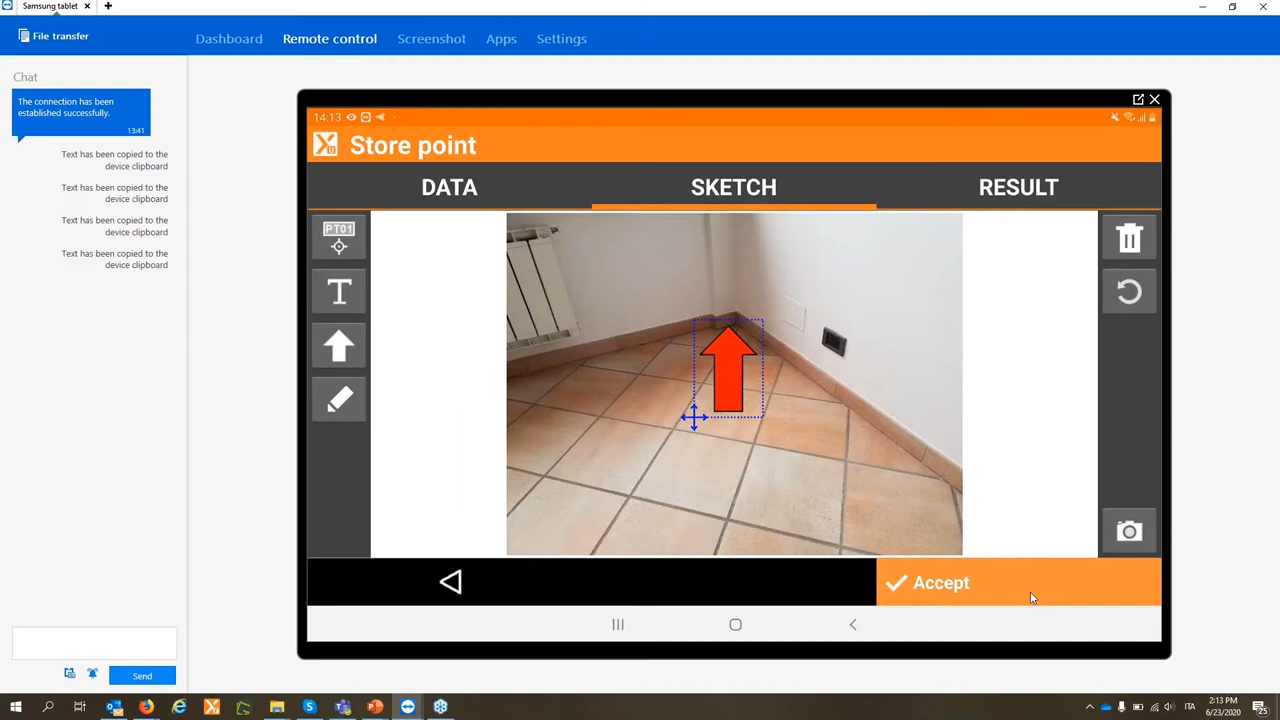 Samsung tablet
File transfer
Dashboard
Remote control
Screenshot
Apps
Settings
Chat
The connection has been
established successfully.
13:41
Text has been copied to the
device clipboard
Text has been copied to the
device clipboard
Text has been copied to the
device clipboard
Text has been copied to the
device clipboard
Send
14:13
Store point
DATA
SKETCH
RESULT
PT01
T
Accept
ITA
2:13 PM
6/23/2020
25